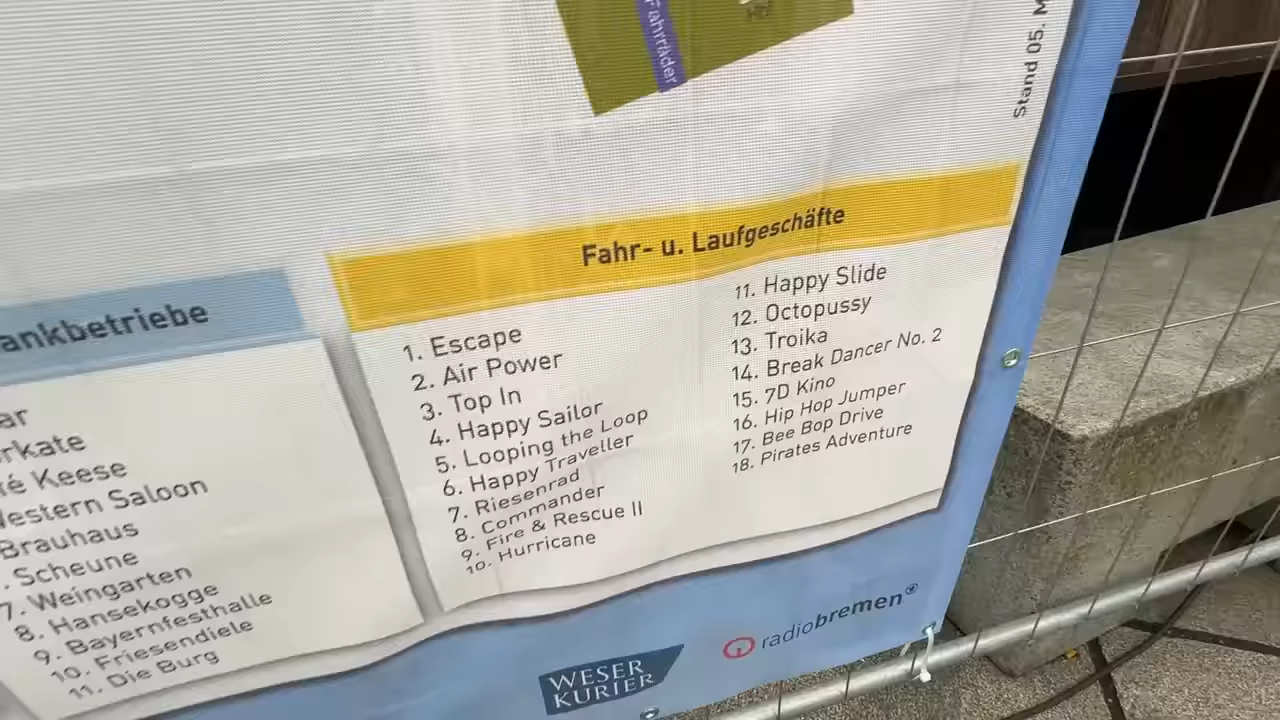 Fahrräder
Stand 05. M
ankbetriebe
ar
rkate
ré Keese
Western Saloon
Brauhaus
. Scheune
7. Weingarten
8. Hansekogge
9. Bayernfesthalle
10. Friesendiele
11. Die Burg
Fahr- u. Laufgeschäfte
1. Escape
2. Air Power
3. Top In
4. Happy Sailor
5. Looping the Loop
6. Happy Traveller
7. Riesenrad
8. Commander
9. Fire & Rescue II
10. Hurricane
11. Happy Slide
12. Octopussy
13. Troika
14. Break Dancer No. 2
15. 7D Kino
16. Hip Hop Jumper
17. Bee Bop Drive
18. Pirates Adventure
WESER
KURIER
radiobremen